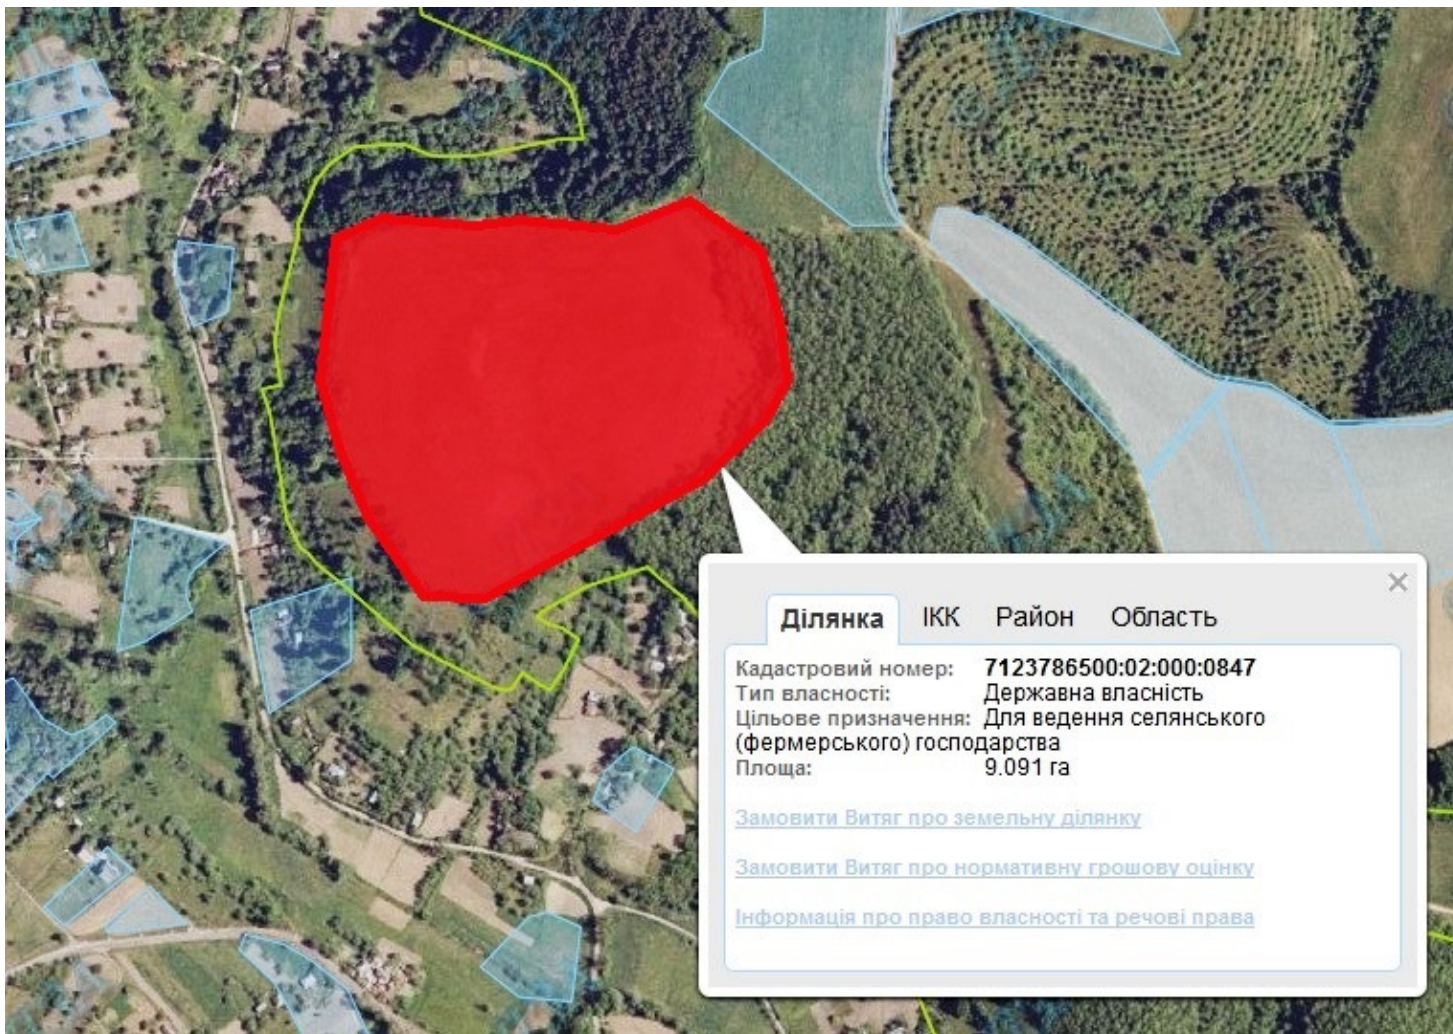 Ділянка ІКК Район Область
Кадастровий номер: 7123786500:02:000:0847
Тип власності: Державна власність
Цільове призначення: Для ведення селянського
(фермерського) господарства
Площа: 9.091 га
Замовити Витяг про земельну ділянку
Замовити Витяг про нормативну грошову оцінку
Інформація про право власності та речові права